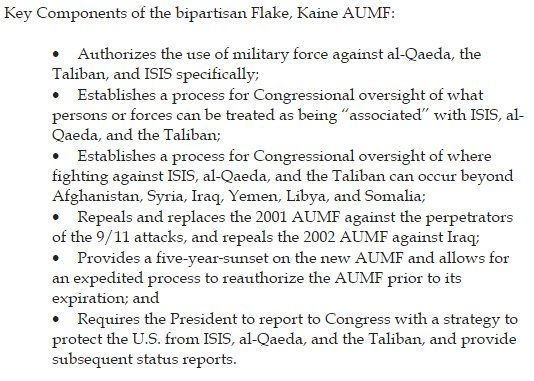 Key Components of the bipartisan Flake, Kaine AUMF:
• Authorizes the use of military force against al-Qaeda, the
Taliban, and ISIS specifically;
• Establishes a process for Congressional oversight of what
persons or forces can be treated as being “associated” with ISIS, al-
Qaeda, and the Taliban;
• Establishes a process for Congressional oversight of where
fighting against ISIS, al-Qaeda, and the Taliban can occur beyond
Afghanistan, Syria, Iraq, Yemen, Libya, and Somalia;
• Repeals and replaces the 2001 AUMF against the perpetrators
of the 9/11 attacks, and repeals the 2002 AUMF against Iraq;
• Provides a five-year-sunset on the new AUMF and allows for
an expedited process to reauthorize the AUMF prior to its
expiration; and
• Requires the President to report to Congress with a strategy to
protect the U.S. from ISIS, al-Qaeda, and the Taliban, and provide
subsequent status reports.